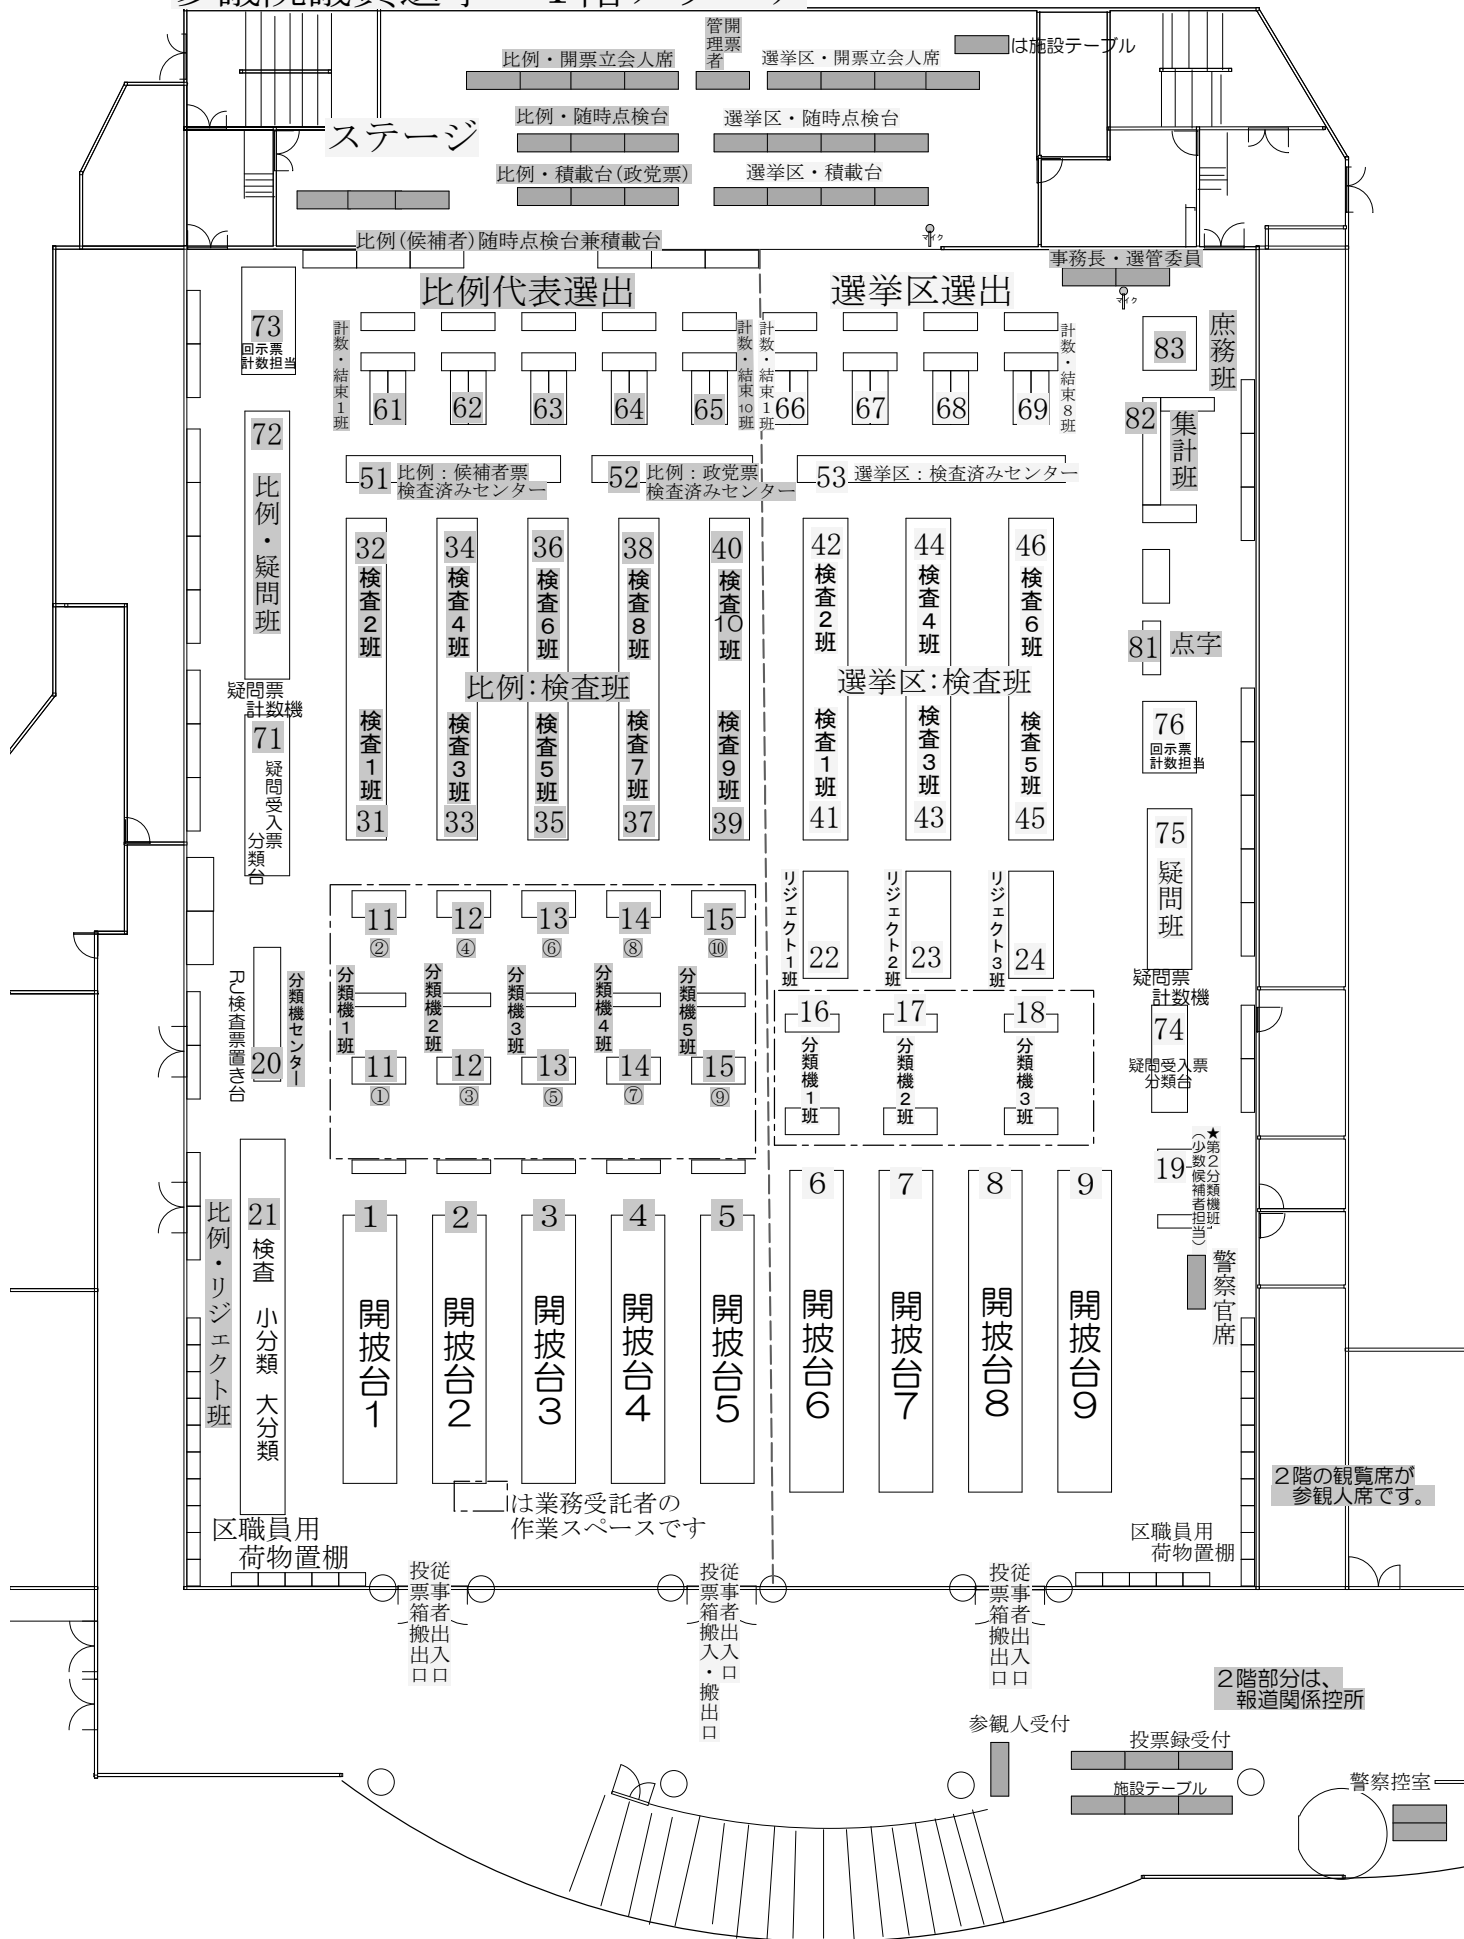 管理者
開票
は施設テーブル
比例・開票立会人席
選挙区・開票立会人席
比例・随時点検台
選挙区・随時点検台
ステージ
比例・積載台(政党票)
選挙区・積載台
比例(候補者)随時点検台兼積載台
マイク
事務長・選管委員
マイク
比例代表選出
選挙区選出
73
回示票
計数担当
計数・結束1班
計数・結束10班
計数・結束1班
計数・結束8班
83
庶務班
61
62
63
64
65
66
67
68
69
82
集計班
72
比例・疑問班
51
比例：候補者票
検査済みセンター
52
比例：政党票
検査済みセンター
53
選挙区：検査済みセンター
32
検査2班
34
検査4班
36
検査6班
38
検査8班
40
検査10班
42
検査2班
44
検査4班
46
検査6班
81
点字
比例：検査班
選挙区：検査班
疑問票
計数機
71
疑問受入票
分類台
検査1班
31
検査3班
33
検査5班
35
検査7班
37
検査9班
39
検査1班
41
検査3班
43
検査5班
45
76
回示票
計数担当
75
疑問班
リジェクト1班
22
リジェクト2班
23
リジェクト3班
24
11
②
12
④
13
⑥
14
⑧
15
⑩
RJ検査票置き台
分類機センター
20
分類機1班
分類機2班
分類機3班
分類機4班
分類機5班
11
①
12
③
13
⑤
14
⑦
15
⑨
16
分類機1班
17
分類機2班
18
分類機3班
疑問票
計数機
74
疑問受入票
分類台
★第2分類機班
(少数候補者担当)
19
比例・リジェクト班
21
検査 小分類 大分類
1
開披台1
2
開披台2
3
開披台3
4
開披台4
5
開披台5
6
開披台6
7
開披台7
8
開披台8
9
開披台9
警察官席
2階の観覧席が
参観人席です。
は業務受託者の
作業スペースです
区職員用
荷物置棚
区職員用
荷物置棚
従事者出入口
投票箱搬出口
従事者出入口
投票箱搬入・搬出口
従事者出入口
投票箱搬出口
2階部分は、
報道関係控所
参観人受付
投票録受付
施設テーブル
警察控室